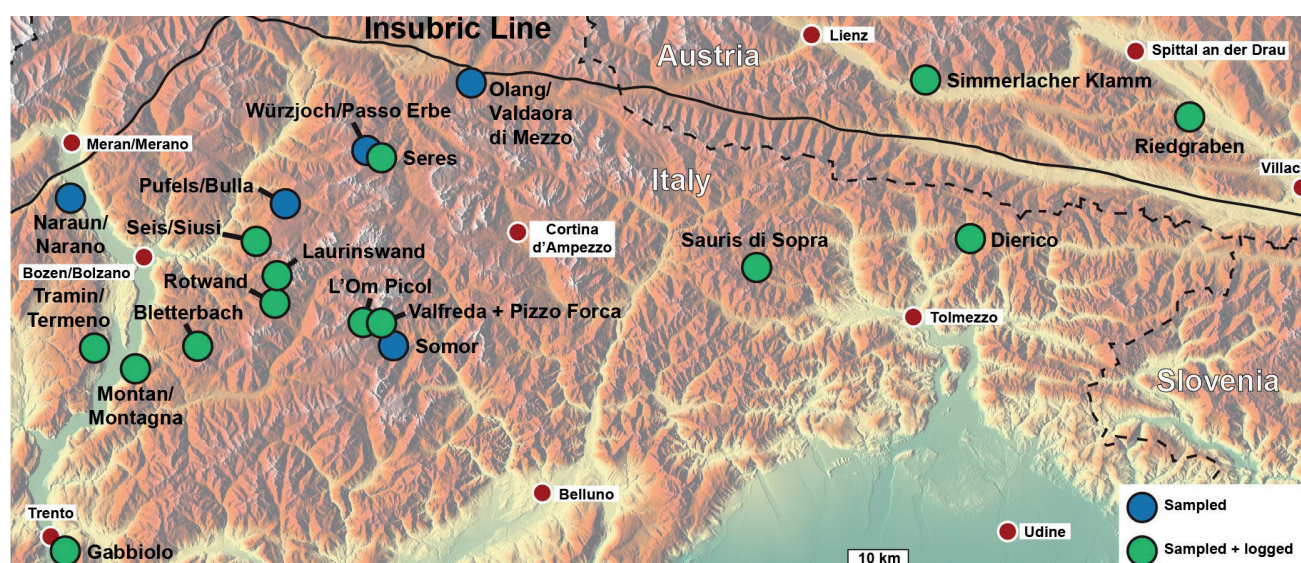 Insubric Line
Austria
Lienz
Spittal an der Drau
Simmerlacher Klamm
Olang/
Valdaora
di Mezzo
Würzjoch/Passo Erbe
Riedgraben
Meran/Merano
Seres
Italy
Villac
Pufels/Bulla
Naraun/
Narano
Seis/Siusi
Cortina
d'Ampezzo
Sauris di Sopra
Dierico
Laurinswand
Bozen/Bolzano
Rotwand
L'Om Picol
Tramin/
Termeno
Bletterbach
Valfreda + Pizzo Forca
Tolmezzo
Somor
Slovenia
Montan/
Montagna
Belluno
Trento
Gabbiolo
Udine
10 km
Sampled
Sampled + logged